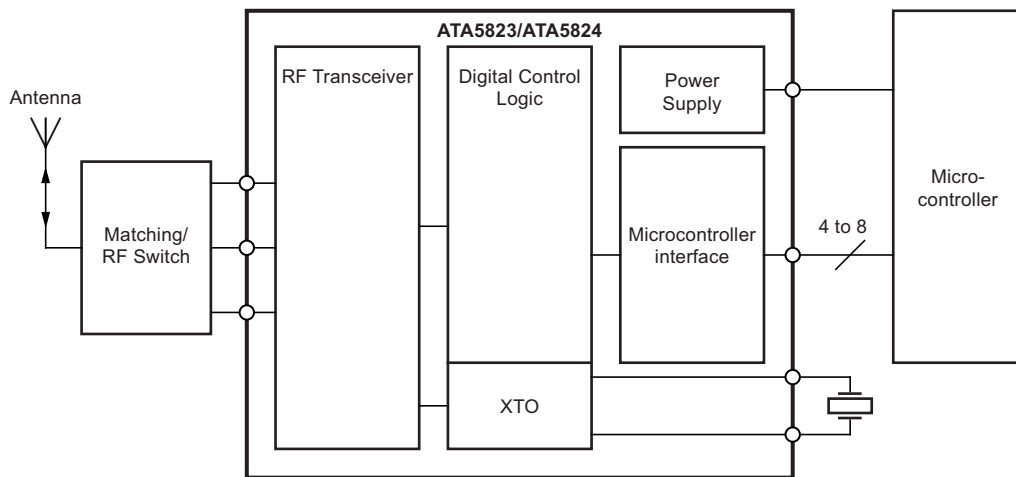 ATA5823/ATA5824
RF Transceiver
Digital Control
Logic
Power
Supply
Antenna
Micro-
controller
Matching/
RF Switch
Microcontroller
interface
4 to 8
XTO